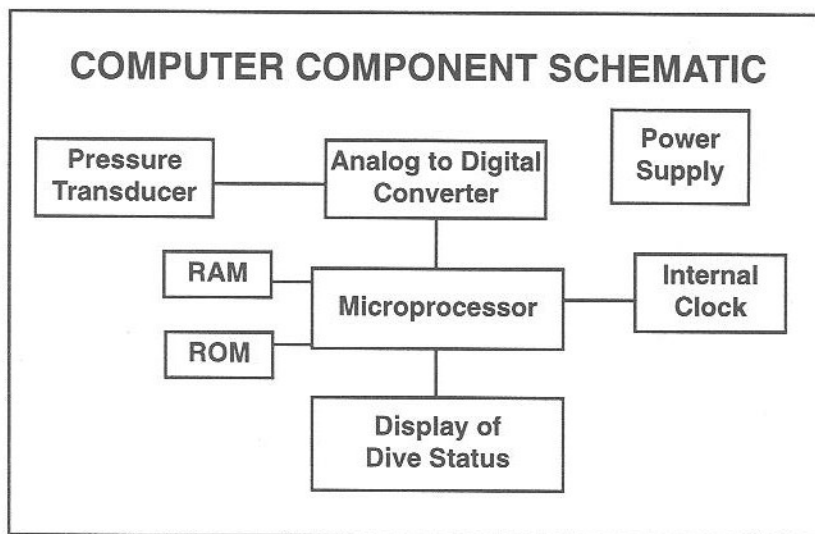 COMPUTER COMPONENT SCHEMATIC
Pressure
Transducer
Analog to Digital
Converter
Power
Supply
RAM
Microprocessor
Internal
Clock
ROM
Display of
Dive Status